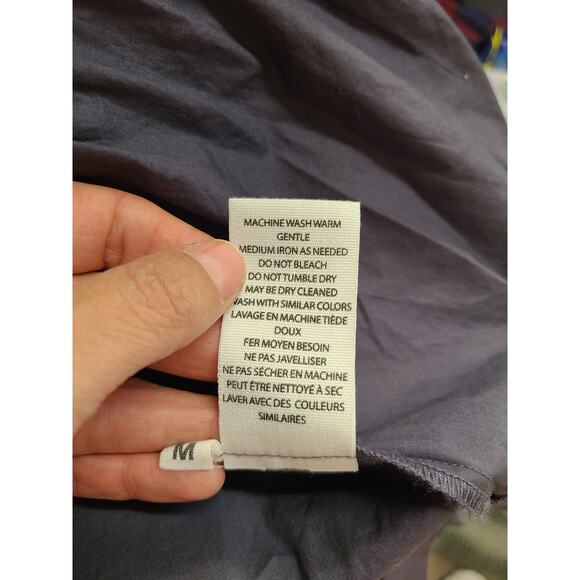 MACHINE WASH WARM
GENTLE
MEDIUM IRON AS NEEDED
DO NOT BLEACH
DO NOT TUMBLE DRY
MAY BE DRY CLEANED
WASH WITH SIMILAR COLORS
LAVAGE EN MACHINE TIÈDE
DOUX
FER MOYEN BESOIN
NE PAS JAVELLISER
NE PAS SÉCHER EN MACHINE
PEUT ÊTRE NETTOYÉ À SEC
LAVER AVEC DES COULEURS
SIMILAIRES
M